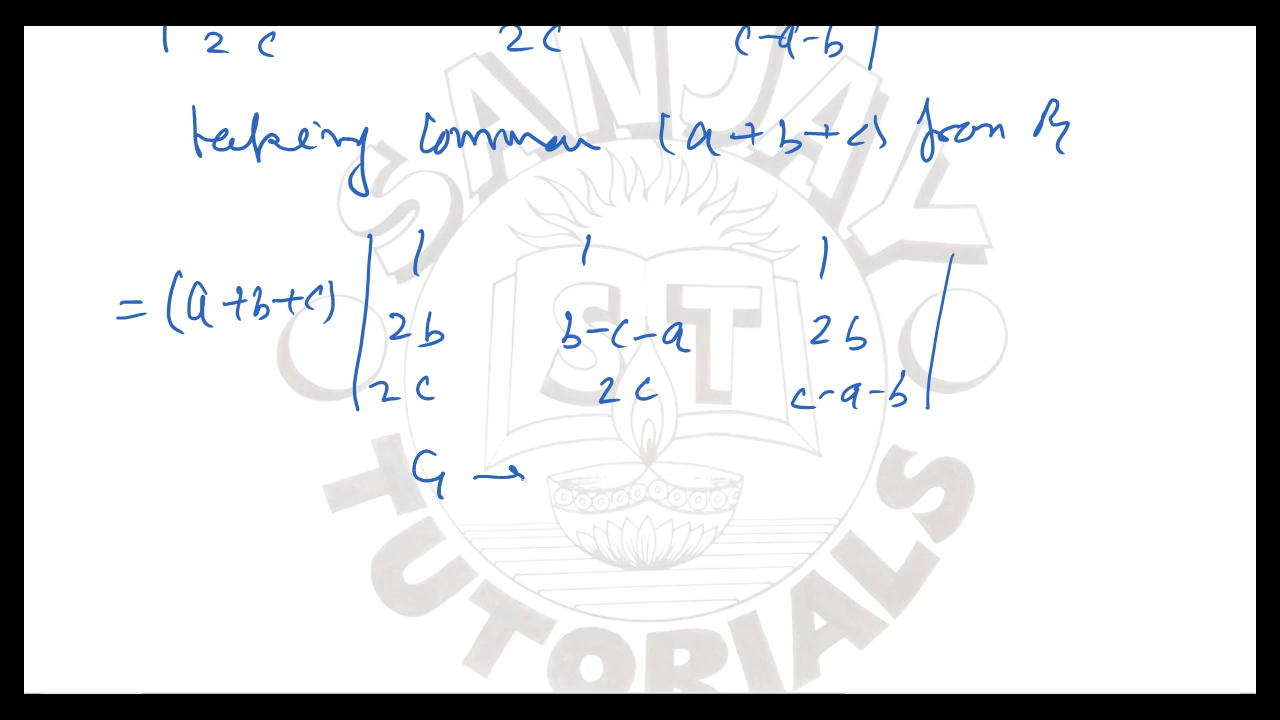 | 2c 2c c-a-b |
taking common (a+b+c) from R₁
= (a+b+c) | 1 1 1 |
| 2b b-c-a 2b |
| 2c 2c c-a-b |
C₁ →
SANJAY
ST
TUTORIALS